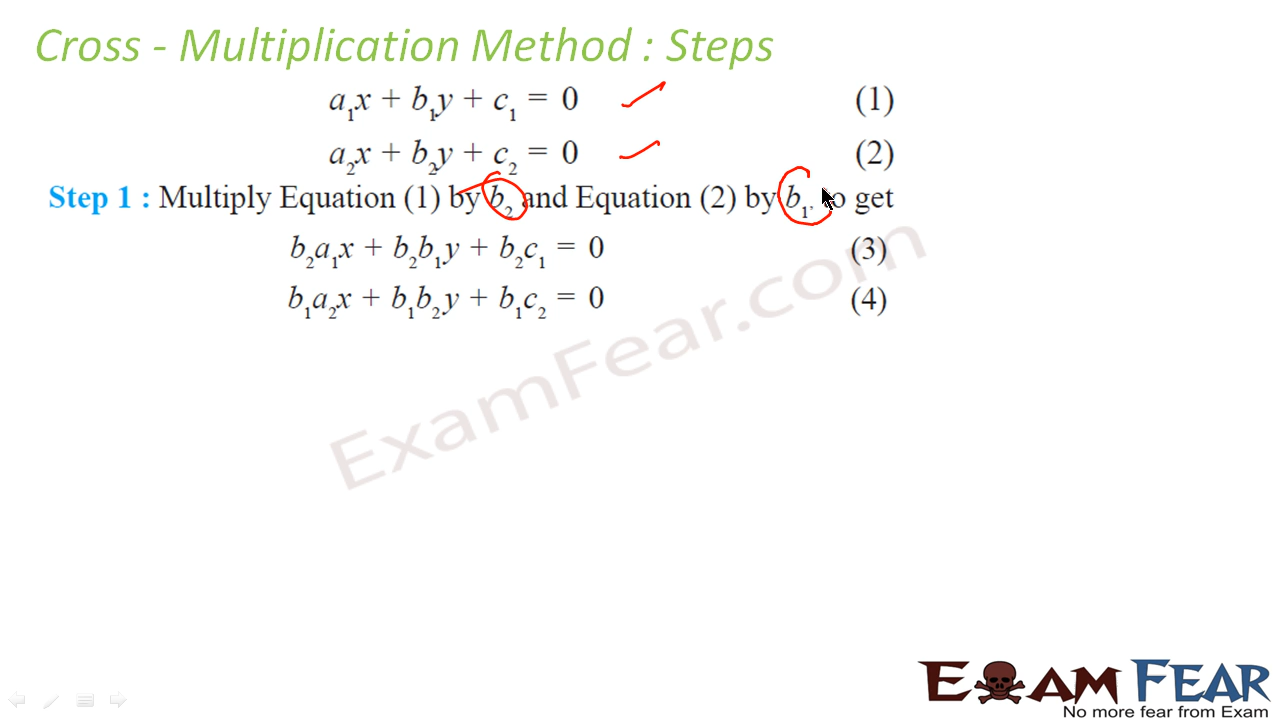 Cross - Multiplication Method : Steps
a₁x + b₁y + c₁ = 0 (1)
a₂x + b₂y + c₂ = 0 (2)
Step 1 : Multiply Equation (1) by b₂ and Equation (2) by b₁, to get
b₂a₁x + b₂b₁y + b₂c₁ = 0 (3)
b₁a₂x + b₁b₂y + b₁c₂ = 0 (4)
ExamFear.com
EXAM FEAR
No more fear from Exam